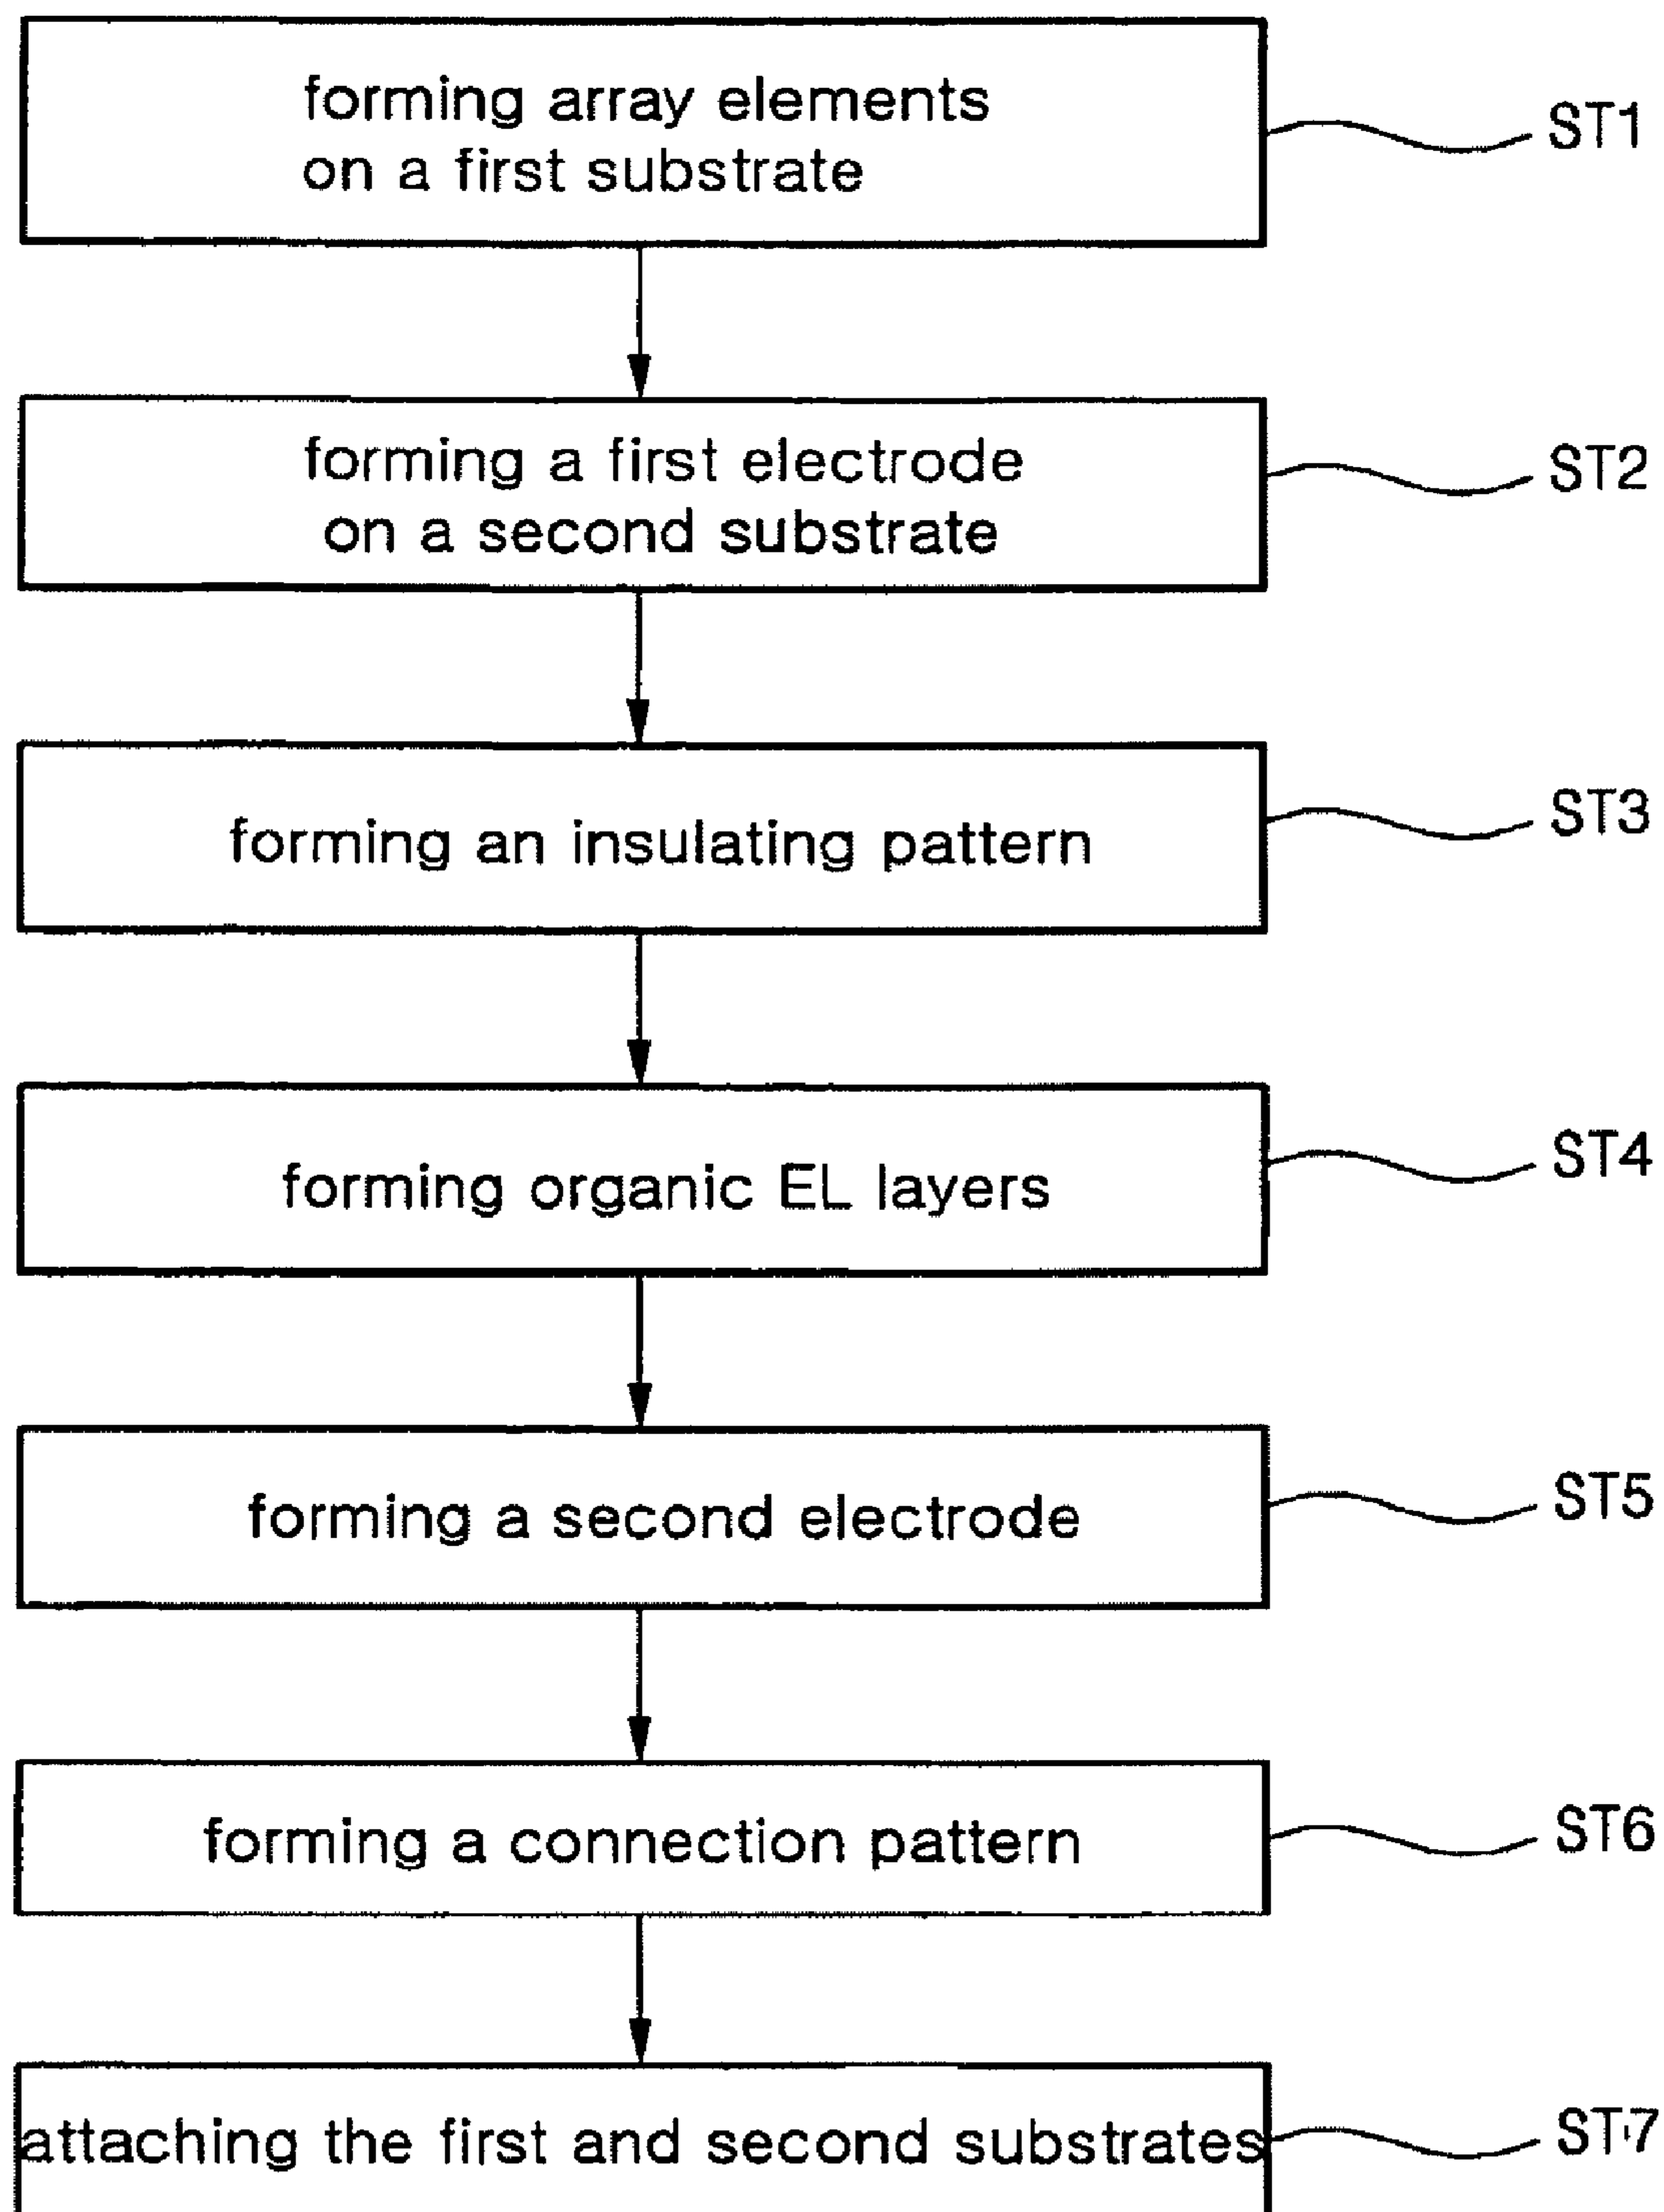 forming array elements
on a first substrate
ST1
forming a first electrode
on a second substrate
ST2
forming an insulating pattern
ST3
forming organic EL layers
ST4
forming a second electrode
ST5
forming a connection pattern
ST6
attaching the first and second substrates
ST7